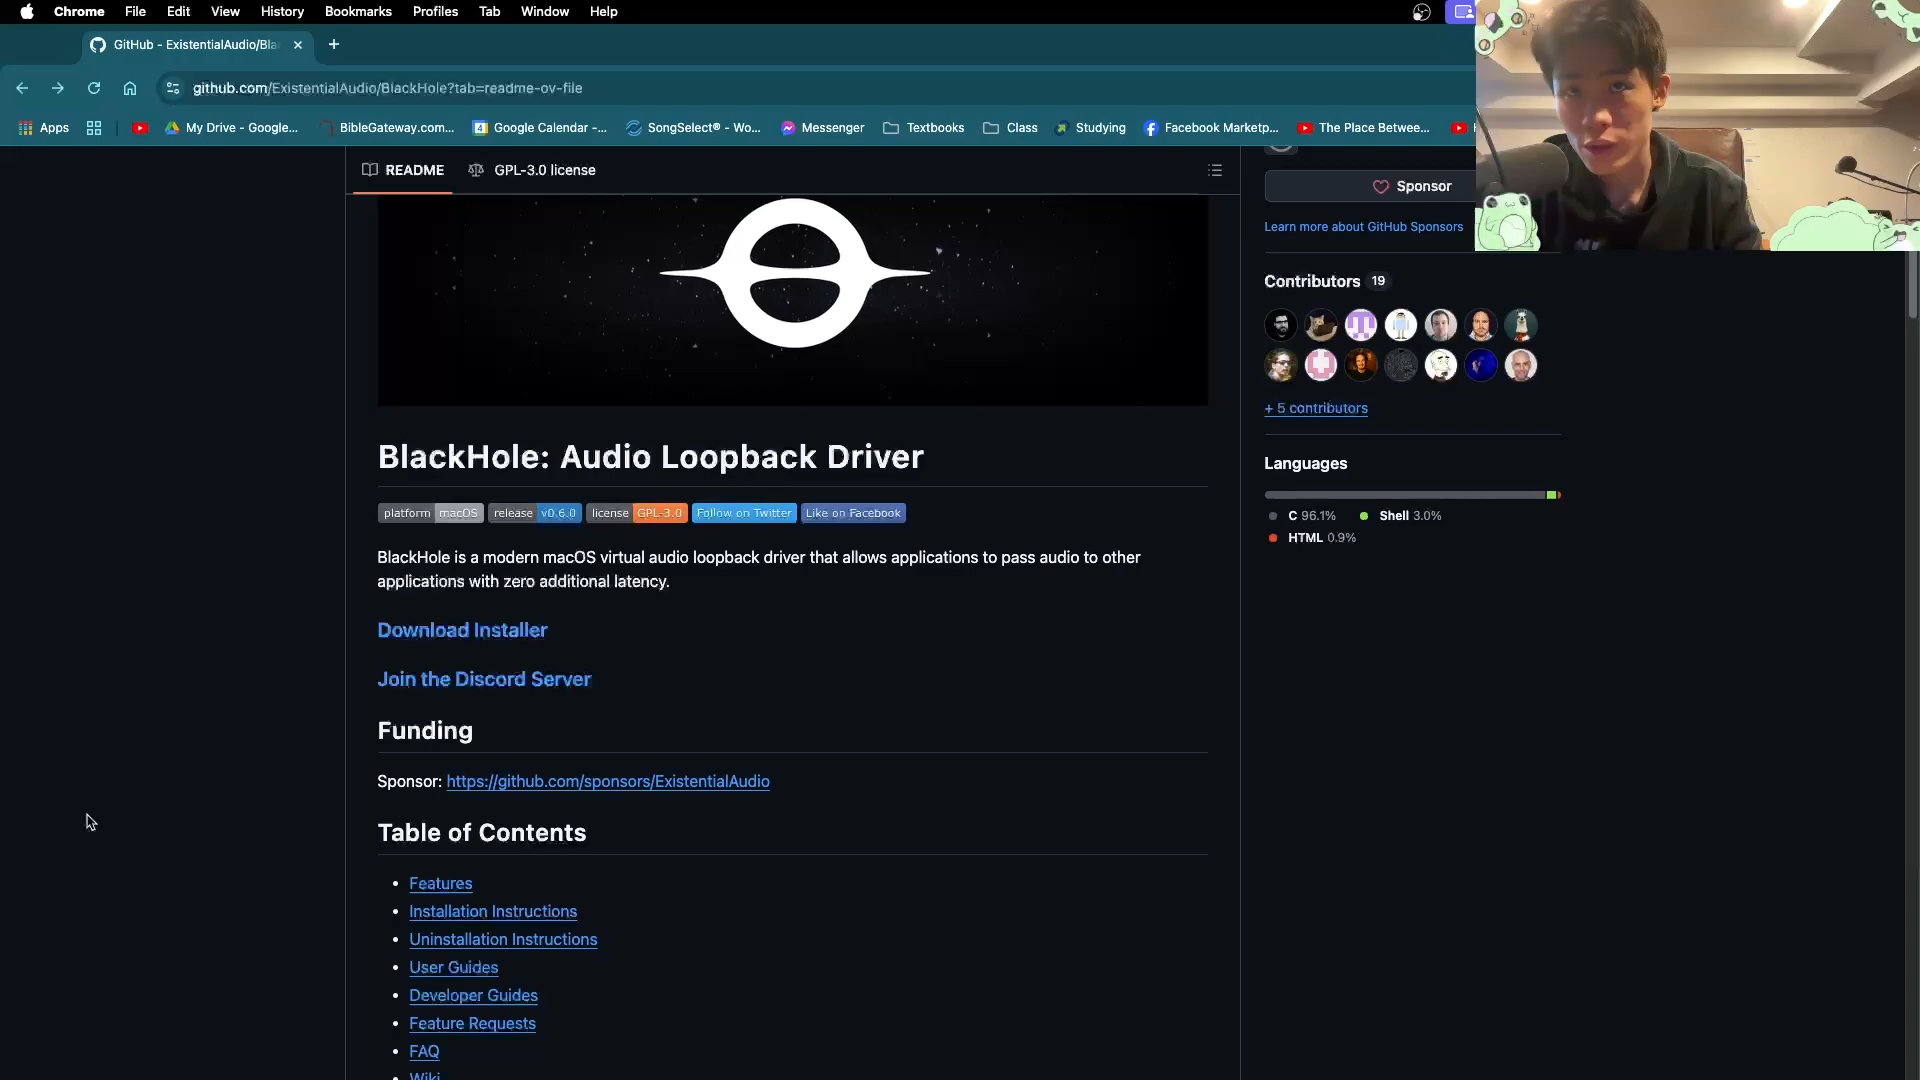 Chrome File Edit View History Bookmarks Profiles Tab Window Help
GitHub - ExistentialAudio/Bla
github.com/ExistentialAudio/BlackHole?tab=readme-ov-file
Apps My Drive - Google... BibleGateway.com... Google Calendar -... SongSelect® - Wo... Messenger Textbooks Class Studying Facebook Marketp... The Place Betwee...
README GPL-3.0 license
Sponsor
Learn more about GitHub Sponsors
Contributors 19
+ 5 contributors
Languages
C 96.1% Shell 3.0%
HTML 0.9%
BlackHole: Audio Loopback Driver
platform macOS release v0.6.0 license GPL-3.0 Follow on Twitter Like on Facebook
BlackHole is a modern macOS virtual audio loopback driver that allows applications to pass audio to other
applications with zero additional latency.
Download Installer
Join the Discord Server
Funding
Sponsor: https://github.com/sponsors/ExistentialAudio
Table of Contents
Features
Installation Instructions
Uninstallation Instructions
User Guides
Developer Guides
Feature Requests
FAQ
Wiki